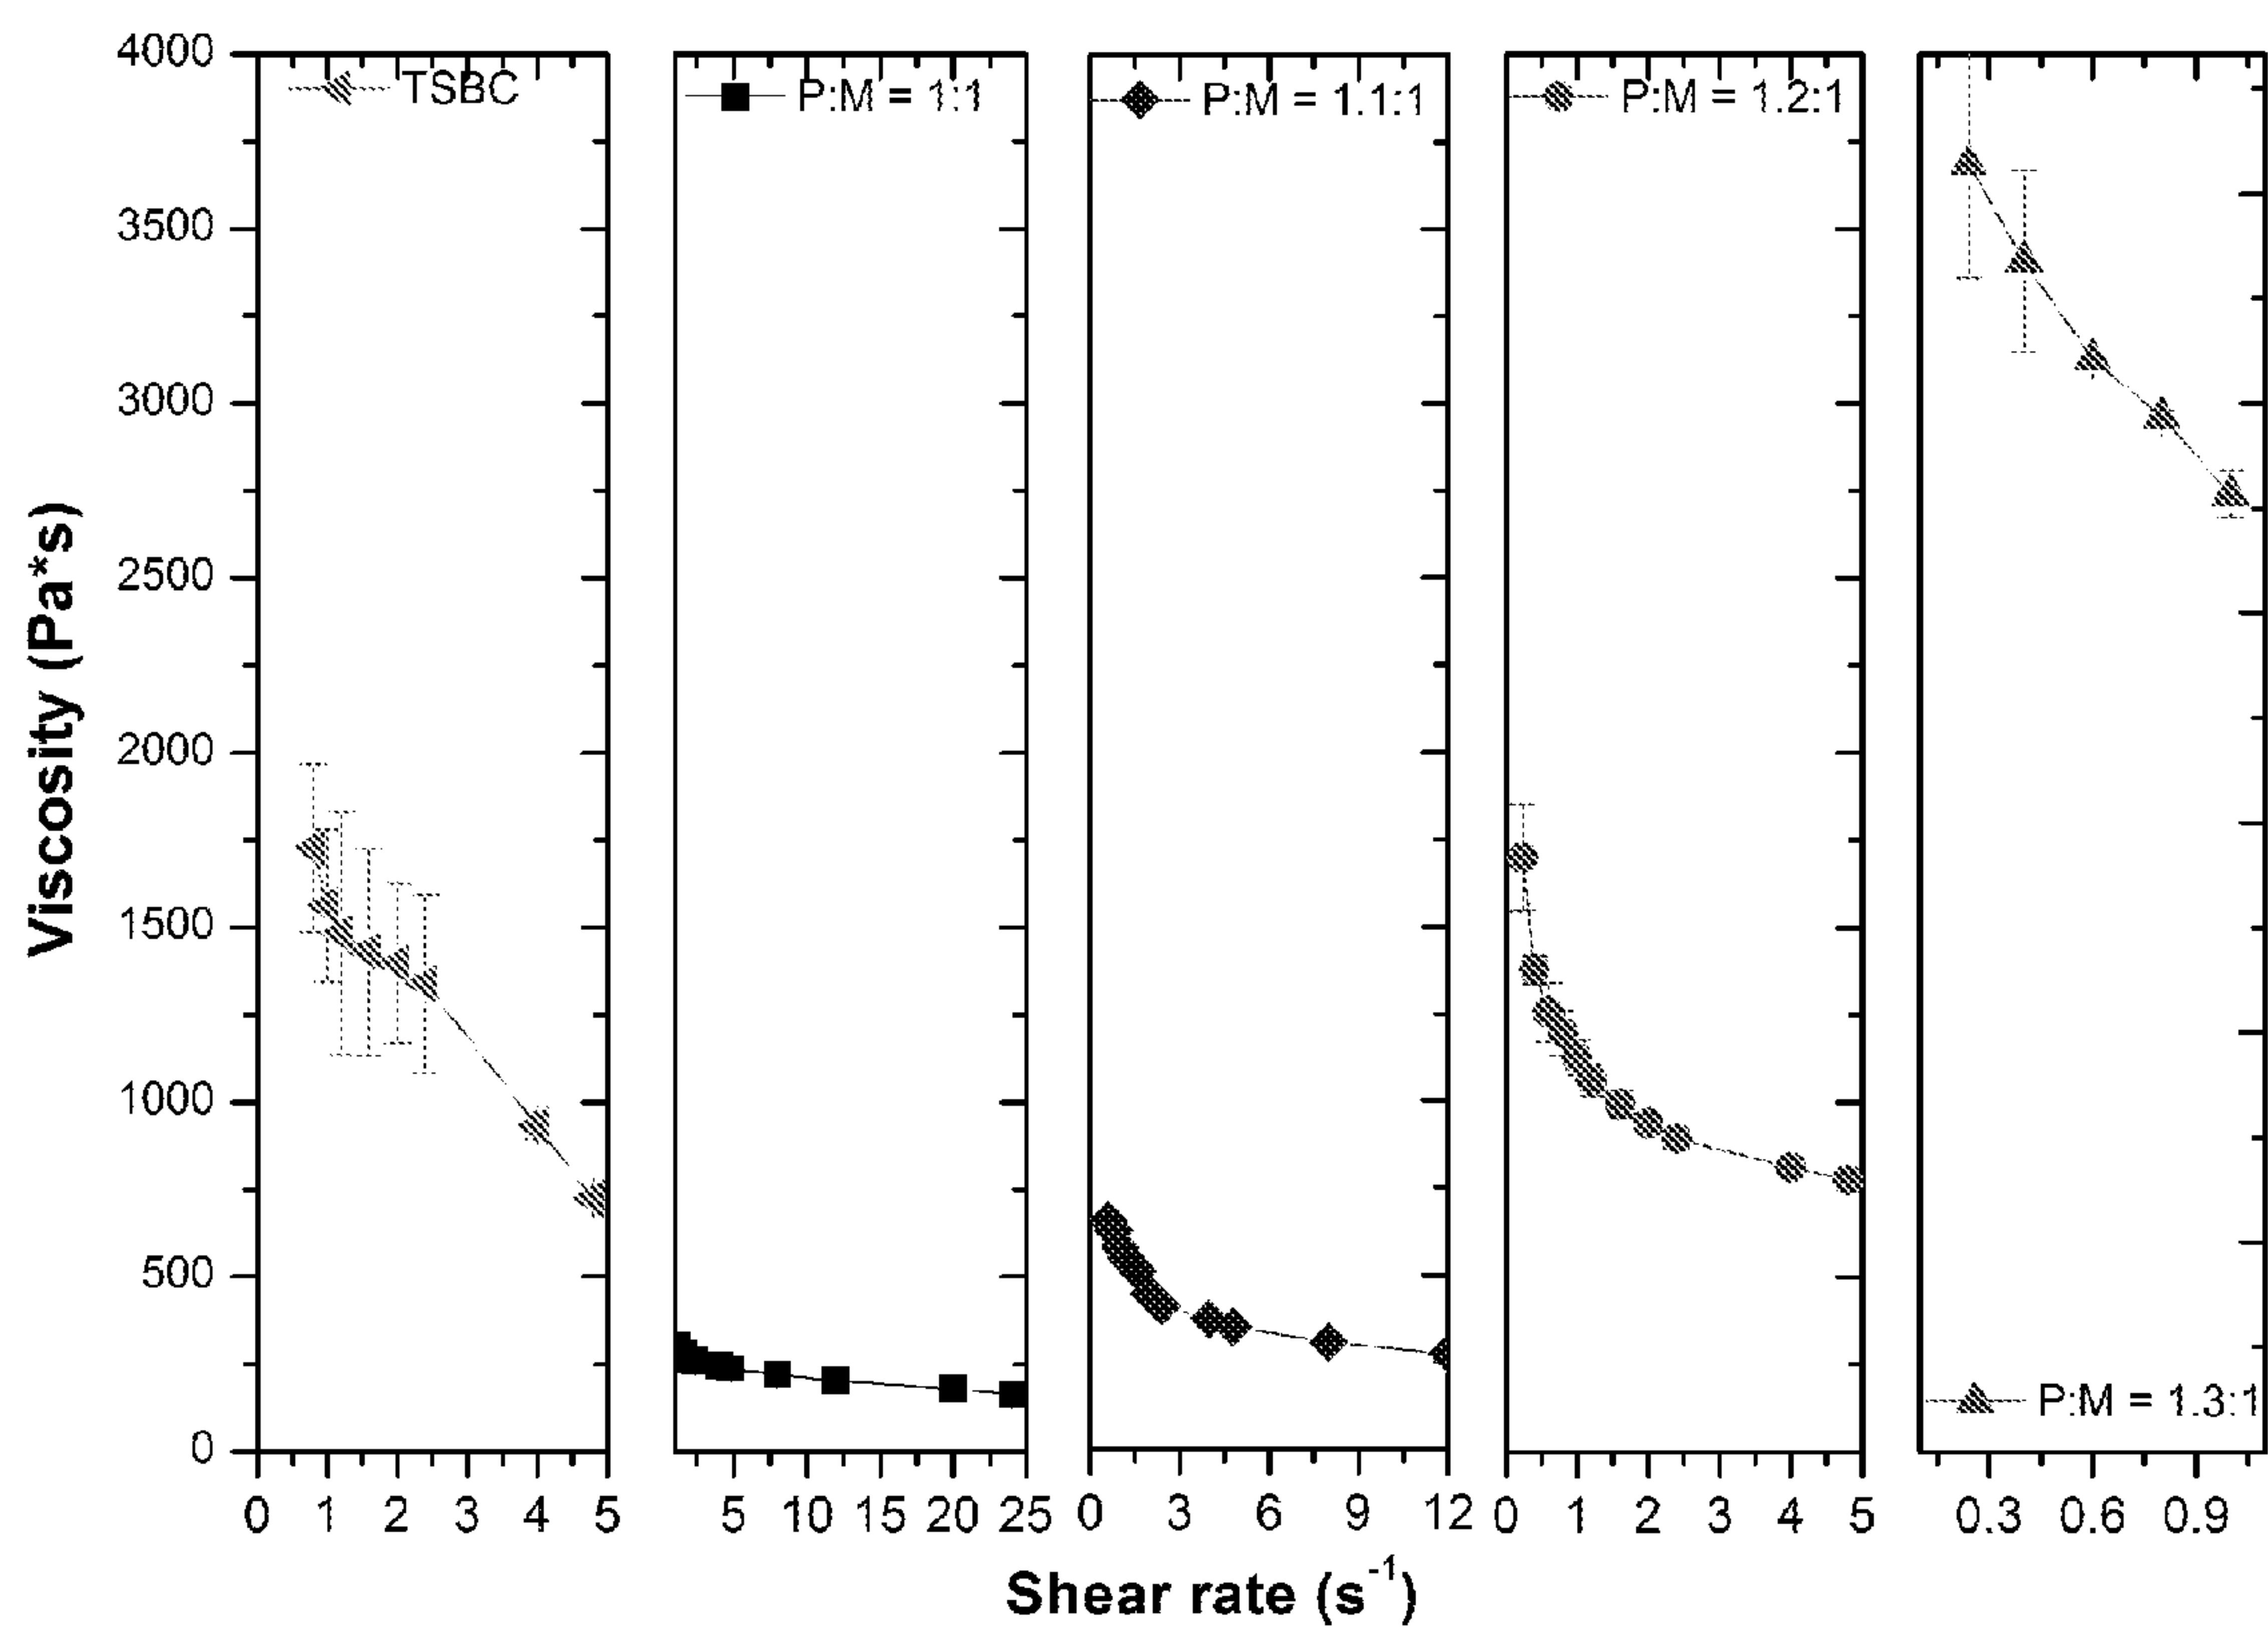 4000
3500
3000
2500
2000
1500
1000
500
0
Viscosity (Pa*s)
TSBC
P:M = 1:1
P:M = 1.1:1
P:M = 1.2:1
P:M = 1.3:1
0 1 2 3 4 5
5 10 15 20 25
0 3 6 9 12
0 1 2 3 4 5
0.3 0.6 0.9
Shear rate (s⁻¹)